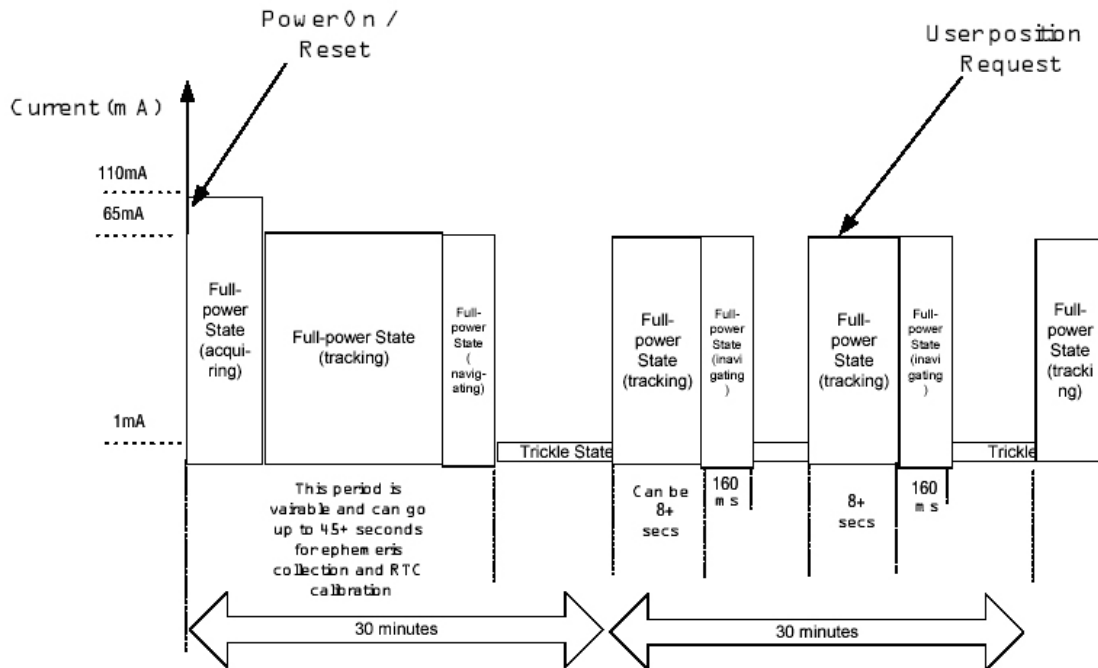 PowerOn /
Reset
Userposition
Request
Current (mA)
110mA
65mA
1mA
Full-
power
State
(acqui-
ring)
Full-power State
(tracking)
Full-
power
State
(
navig-
ating)
Trickle State
Full-
power
State
(tracking)
Full-
power
State
(inavi
gating
)
Full-
power
State
(tracking)
Full-
power
State
(inavi
gating
)
Trickle
Full-
power
State
(tracki
ng)
This period is
vairable and can go
up to 45+ seconds
for ephemeris
collection and RTC
calibration
Can be
8+
secs
160
ms
8+
secs
160
ms
30 minutes
30 minutes